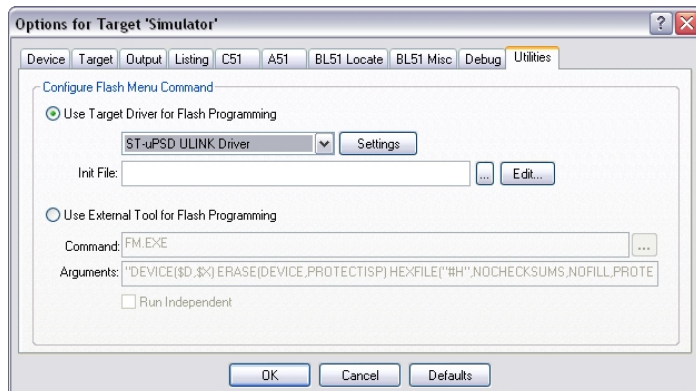 Options for Target 'Simulator'
Device Target Output Listing C51 A51 BL51 Locate BL51 Misc Debug Utilities
Configure Flash Menu Command
Use Target Driver for Flash Programming
ST-uPSD ULINK Driver Settings
Init File: ... Edit...
Use External Tool for Flash Programming
Command: FM.EXE ...
Arguments: "DEVICE($D,$X) ERASE(DEVICE,PROTECTISP) HEXFILE("#H",NOCHECKSUMS,NOFILL,PROTE
Run Independent
OK Cancel Defaults